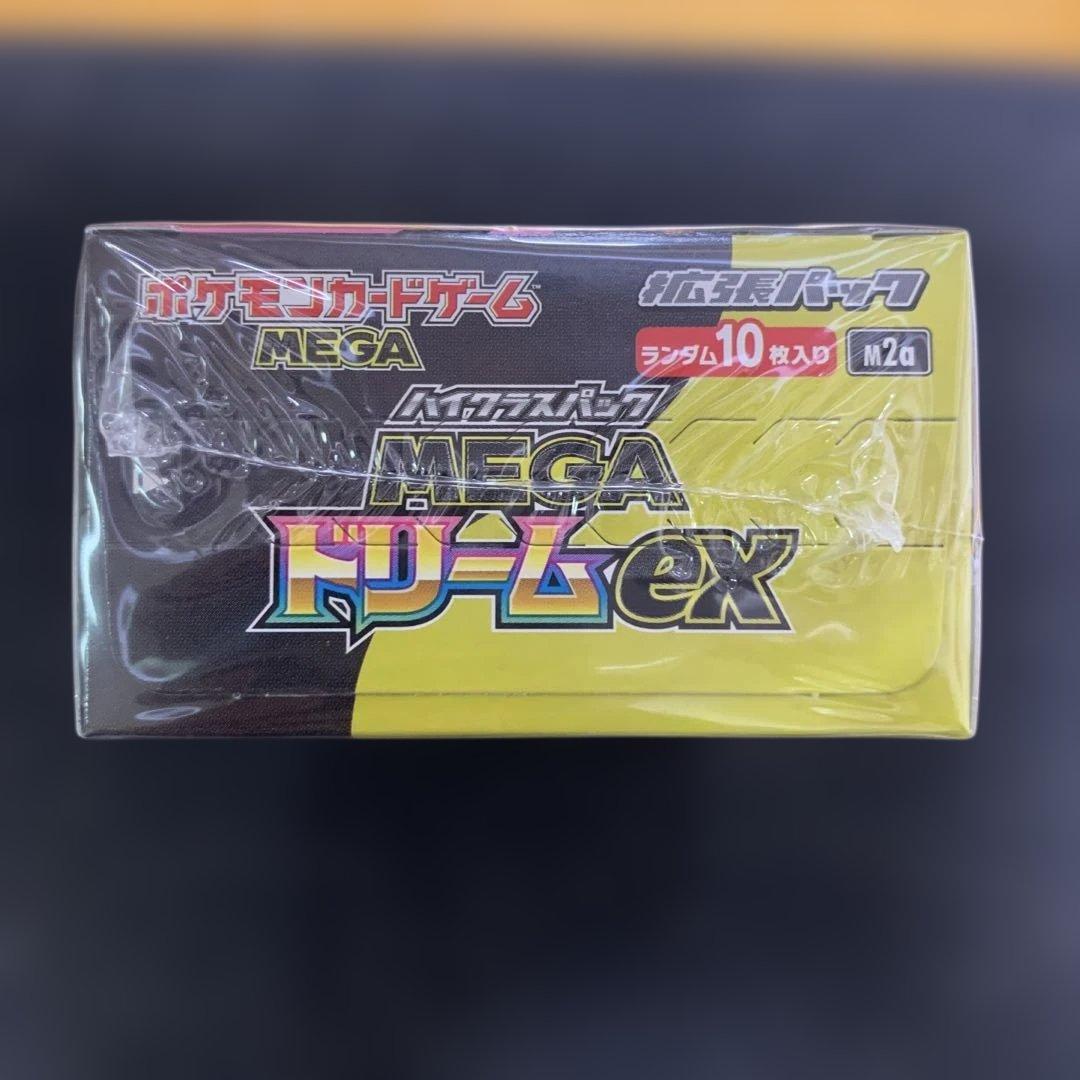 ポケモンカードゲーム™
MEGA
拡張パック
ランダム10枚入り
M2a
ハイクラスパック
MEGA
ドリームex